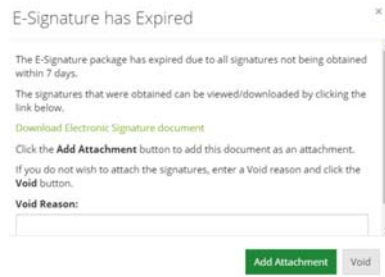 E-Signature has Expired
×
The E-Signature package has expired due to all signatures not being obtained
within 7 days.
The signatures that were obtained can be viewed/downloaded by clicking the
link below.
Download Electronic Signature document
Click the Add Attachment button to add this document as an attachment.
If you do not wish to attach the signatures, enter a Void reason and click the
Void button.
Void Reason:
Add Attachment
Void